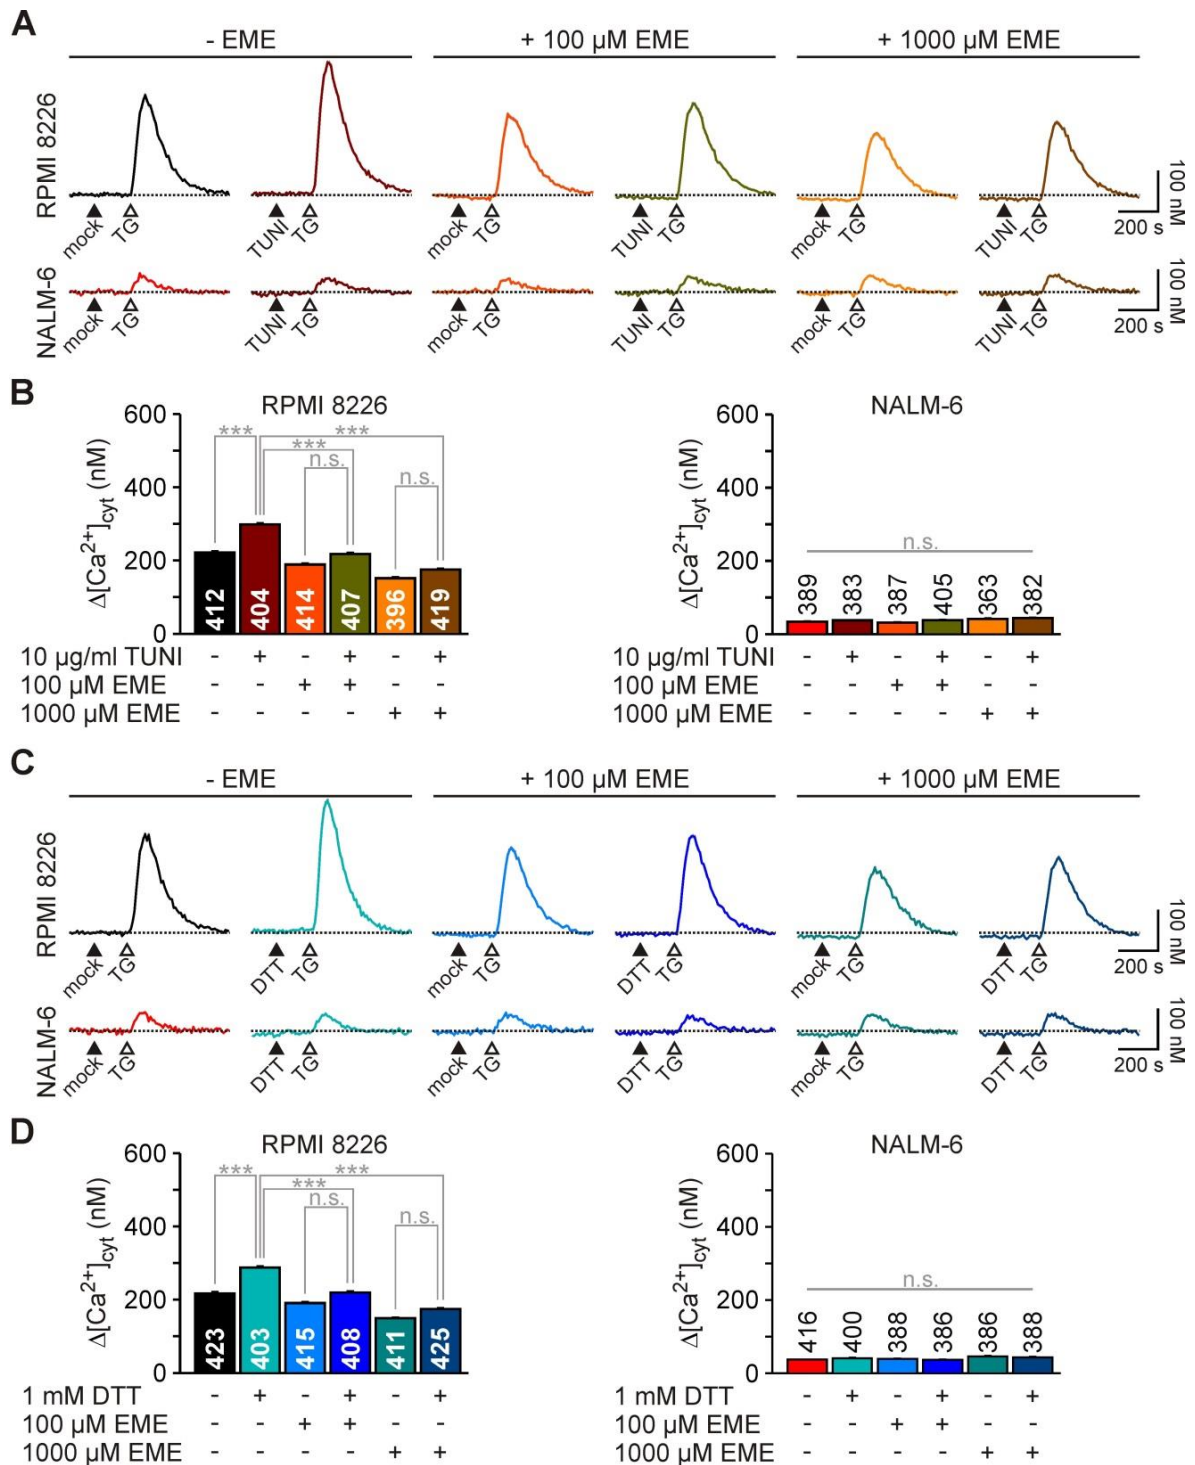 A
- EME
+ 100 µM EME
+ 1000 µM EME
RPMI 8226
mock TG
TUNI TG
mock TG
TUNI TG
mock TG
TUNI TG
100 nM
200 s
NALM-6
mock TG
TUNI TG
mock TG
TUNI TG
mock TG
TUNI TG
100 nM
200 s
B
RPMI 8226
Δ[Ca²⁺]cyt (nM)
600
400
200
0
***
***
***
n.s.
n.s.
412 404 414 407 396 419
10 µg/ml TUNI - + - + - +
100 µM EME - - + + - -
1000 µM EME - - - - + +
NALM-6
Δ[Ca²⁺]cyt (nM)
600
400
200
0
n.s.
389 383 387 405 363 382
10 µg/ml TUNI - + - + - +
100 µM EME - - + + - -
1000 µM EME - - - - + +
C
- EME
+ 100 µM EME
+ 1000 µM EME
RPMI 8226
mock TG
DTT TG
mock TG
DTT TG
mock TG
DTT TG
100 nM
200 s
NALM-6
mock TG
DTT TG
mock TG
DTT TG
mock TG
DTT TG
100 nM
200 s
D
RPMI 8226
Δ[Ca²⁺]cyt (nM)
600
400
200
0
***
***
***
n.s.
n.s.
423 403 415 408 411 425
1 mM DTT - + - + - +
100 µM EME - - + + - -
1000 µM EME - - - - + +
NALM-6
Δ[Ca²⁺]cyt (nM)
600
400
200
0
n.s.
416 400 388 386 386 388
1 mM DTT - + - + - +
100 µM EME - - + + - -
1000 µM EME - - - - + +